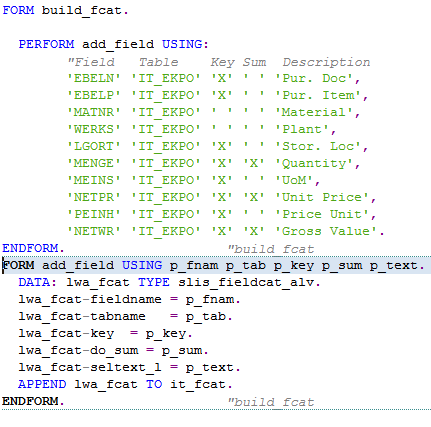 FORM build_fcat.
PERFORM add_field USING:
"Field Table Key Sum Description
'EBELN' 'IT_EKPO' 'X' ' ' 'Pur. Doc',
'EBELP' 'IT_EKPO' 'X' ' ' 'Pur. Item',
'MATNR' 'IT_EKPO' ' ' ' ' 'Material',
'WERKS' 'IT_EKPO' ' ' ' ' 'Plant',
'LGORT' 'IT_EKPO' 'X' ' ' 'Stor. Loc',
'MENGE' 'IT_EKPO' 'X' 'X' 'Quantity',
'MEINS' 'IT_EKPO' 'X' ' ' 'UoM',
'NETPR' 'IT_EKPO' 'X' 'X' 'Unit Price',
'PEINH' 'IT_EKPO' 'X' ' ' 'Price Unit',
'NETWR' 'IT_EKPO' 'X' 'X' 'Gross Value'.
ENDFORM. "build_fcat
FORM add_field USING p_fnam p_tab p_key p_sum p_text.
DATA: lwa_fcat TYPE slis_fieldcat_alv.
lwa_fcat-fieldname = p_fnam.
lwa_fcat-tabname = p_tab.
lwa_fcat-key = p_key.
lwa_fcat-do_sum = p_sum.
lwa_fcat-seltext_l = p_text.
APPEND lwa_fcat TO it_fcat.
ENDFORM. "build_fcat